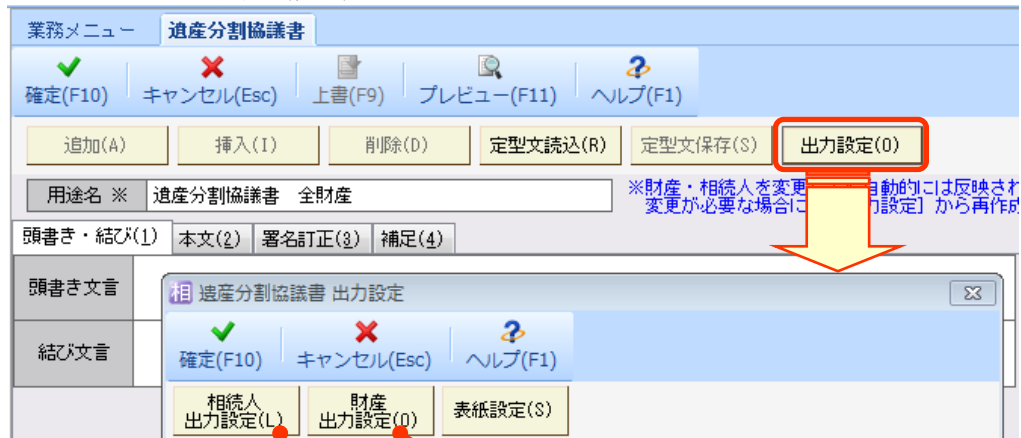 業務メニュー 遺産分割協議書
確定(F10) キャンセル(Esc) 上書(F9) プレビュー(F11) ヘルプ(F1)
追加(A) 挿入(I) 削除(D) 定型文読込(R) 定型文保存(S) 出力設定(O)
用途名 ※ 遺産分割協議書 全財産
※財産・相続人を変更 自動的には反映され
変更が必要な場合に 設定] から再作成
頭書き・結び(1) 本文(2) 署名訂正(3) 補足(4)
頭書き文言
結び文言
相 遺産分割協議書 出力設定
確定(F10) キャンセル(Esc) ヘルプ(F1)
相続人
出力設定(L)
財産
出力設定(O)
表紙設定(S)